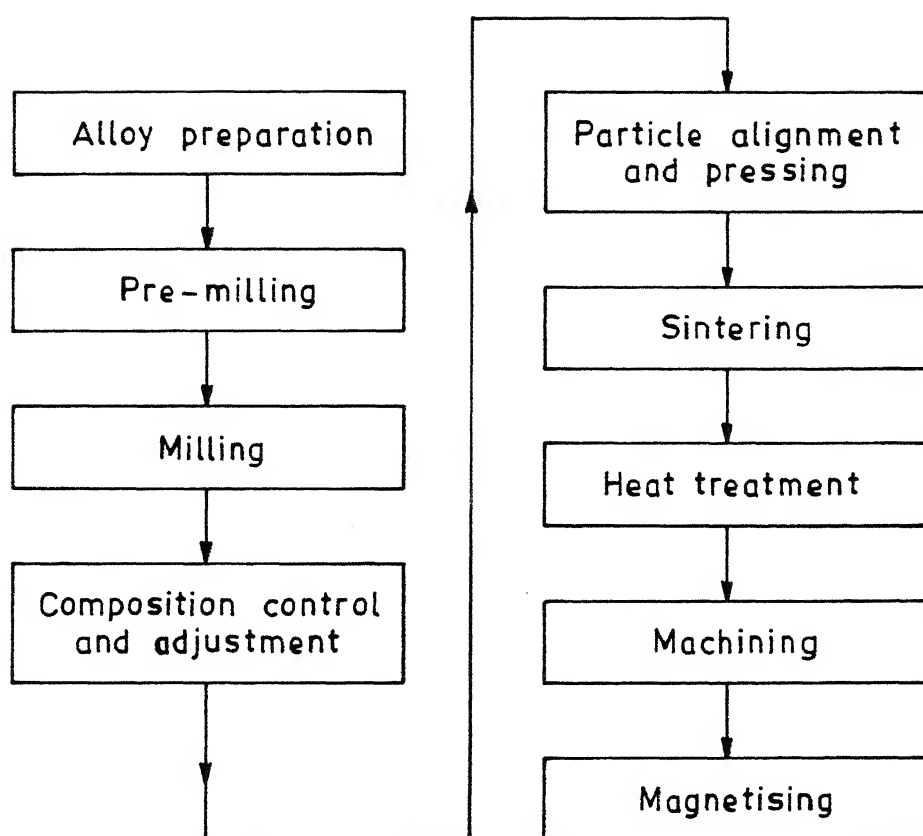 Alloy preparation
Pre-milling
Milling
Composition control
and adjustment
Particle alignment
and pressing
Sintering
Heat treatment
Machining
Magnetising